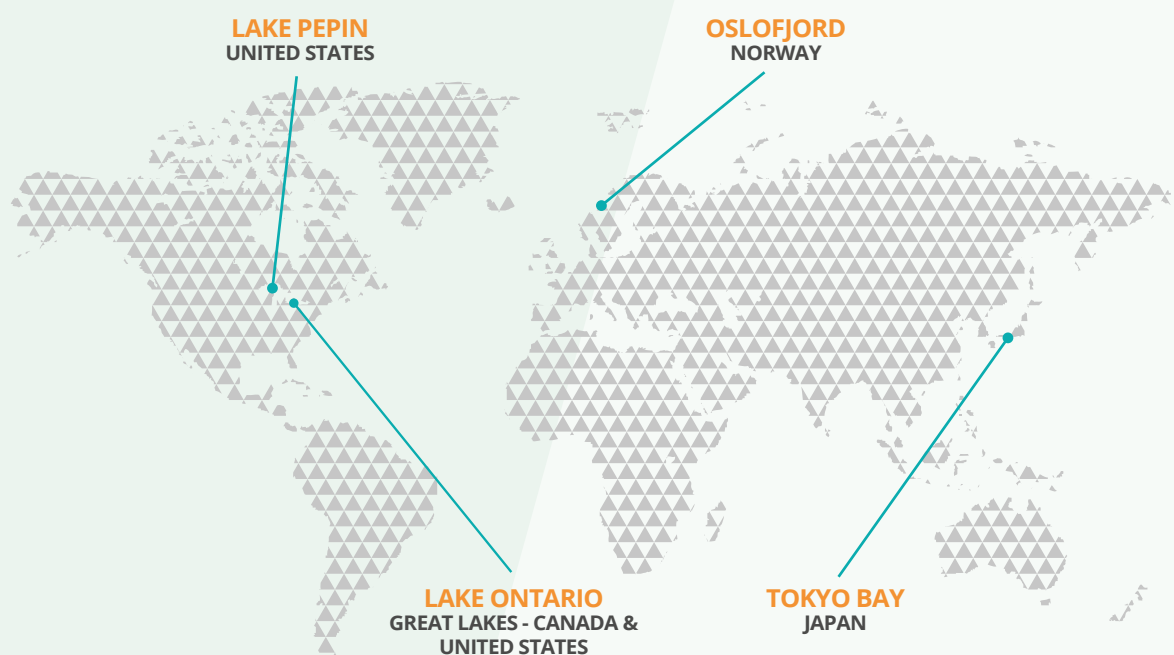 LAKE PEPIN
UNITED STATES
OSLOFJORD
NORWAY
LAKE ONTARIO
GREAT LAKES - CANADA &
UNITED STATES
TOKYO BAY
JAPAN